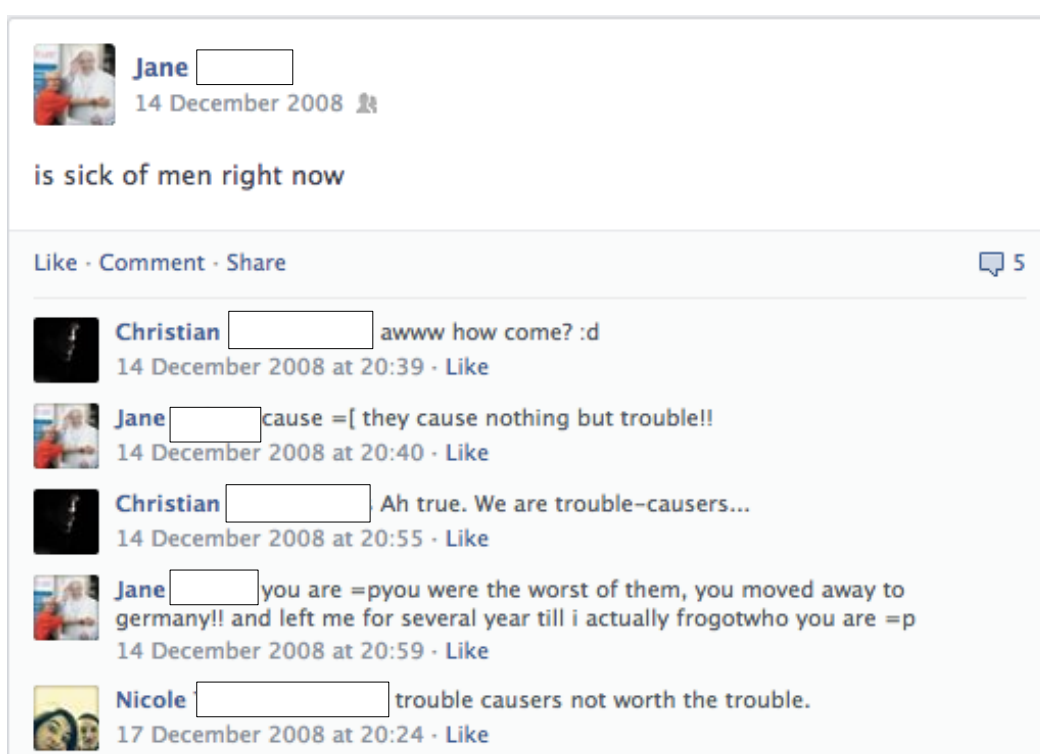 Jane
14 December 2008
is sick of men right now
Like · Comment · Share
5
Christian awww how come? :d
14 December 2008 at 20:39 · Like
Jane cause =[ they cause nothing but trouble!!
14 December 2008 at 20:40 · Like
Christian Ah true. We are trouble-causers...
14 December 2008 at 20:55 · Like
Jane you are =pyou were the worst of them, you moved away to
germany!! and left me for several year till i actually frogotwho you are =p
14 December 2008 at 20:59 · Like
Nicole trouble causers not worth the trouble.
17 December 2008 at 20:24 · Like